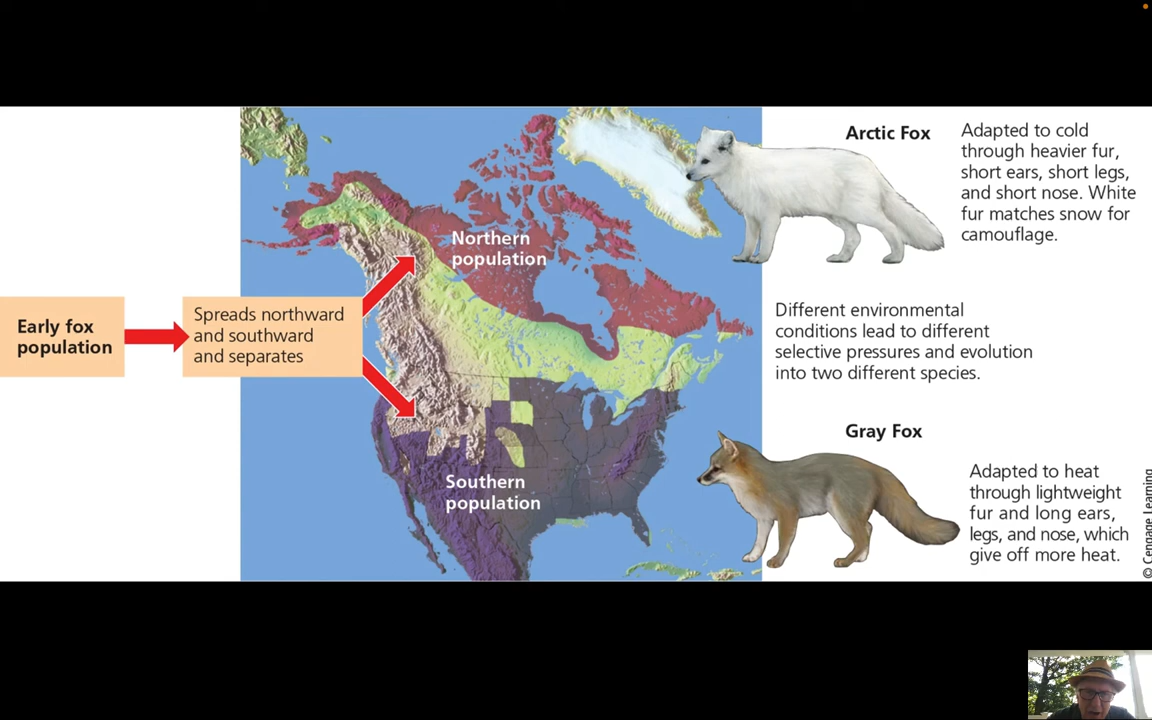 Early fox
population
Spreads northward
and southward
and separates
Northern
population
Southern
population
Arctic Fox
Adapted to cold
through heavier fur,
short ears, short legs,
and short nose. White
fur matches snow for
camouflage.
Different environmental
conditions lead to different
selective pressures and evolution
into two different species.
Gray Fox
Adapted to heat
through lightweight
fur and long ears,
legs, and nose, which
give off more heat.
© Cengage Learning